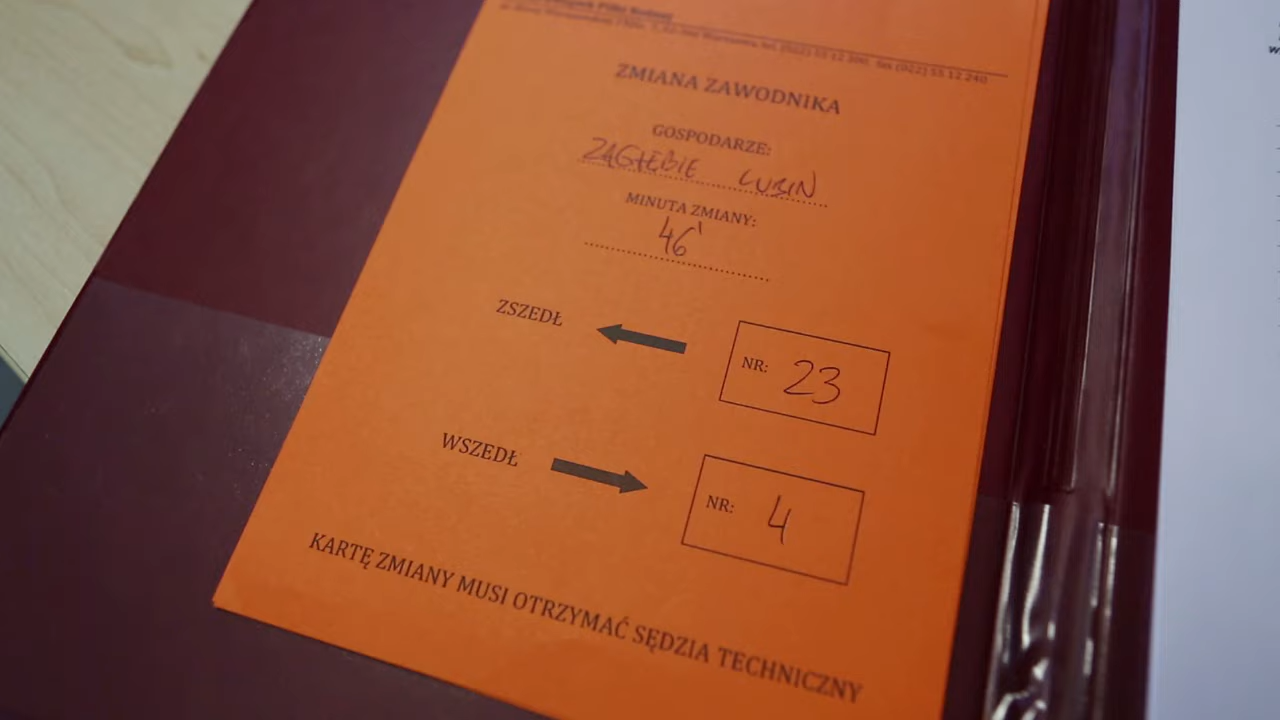 ZMIANA ZAWODNIKA
GOSPODARZE:
ZAGŁĘBIE LUBIN
MINUTA ZMIANY:
46'
ZSZEDŁ
NR: 23
WSZEDŁ
NR: 4
KARTĘ ZMIANY MUSI OTRZYMAĆ SĘDZIA TECHNICZNY